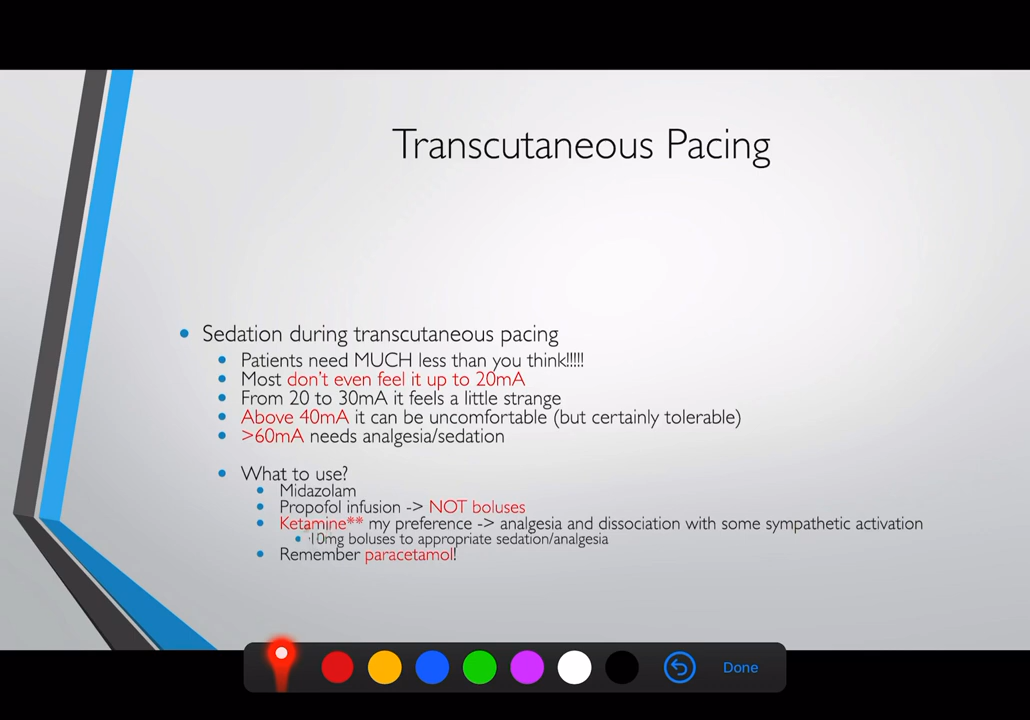 Transcutaneous Pacing
Sedation during transcutaneous pacing
Patients need MUCH less than you think!!!!!
Most don't even feel it up to 20mA
From 20 to 30mA it feels a little strange
Above 40mA it can be uncomfortable (but certainly tolerable)
>60mA needs analgesia/sedation
What to use?
Midazolam
Propofol infusion -> NOT boluses
Ketamine** my preference -> analgesia and dissociation with some sympathetic activation
10mg boluses to appropriate sedation/analgesia
Remember paracetamol!
Done